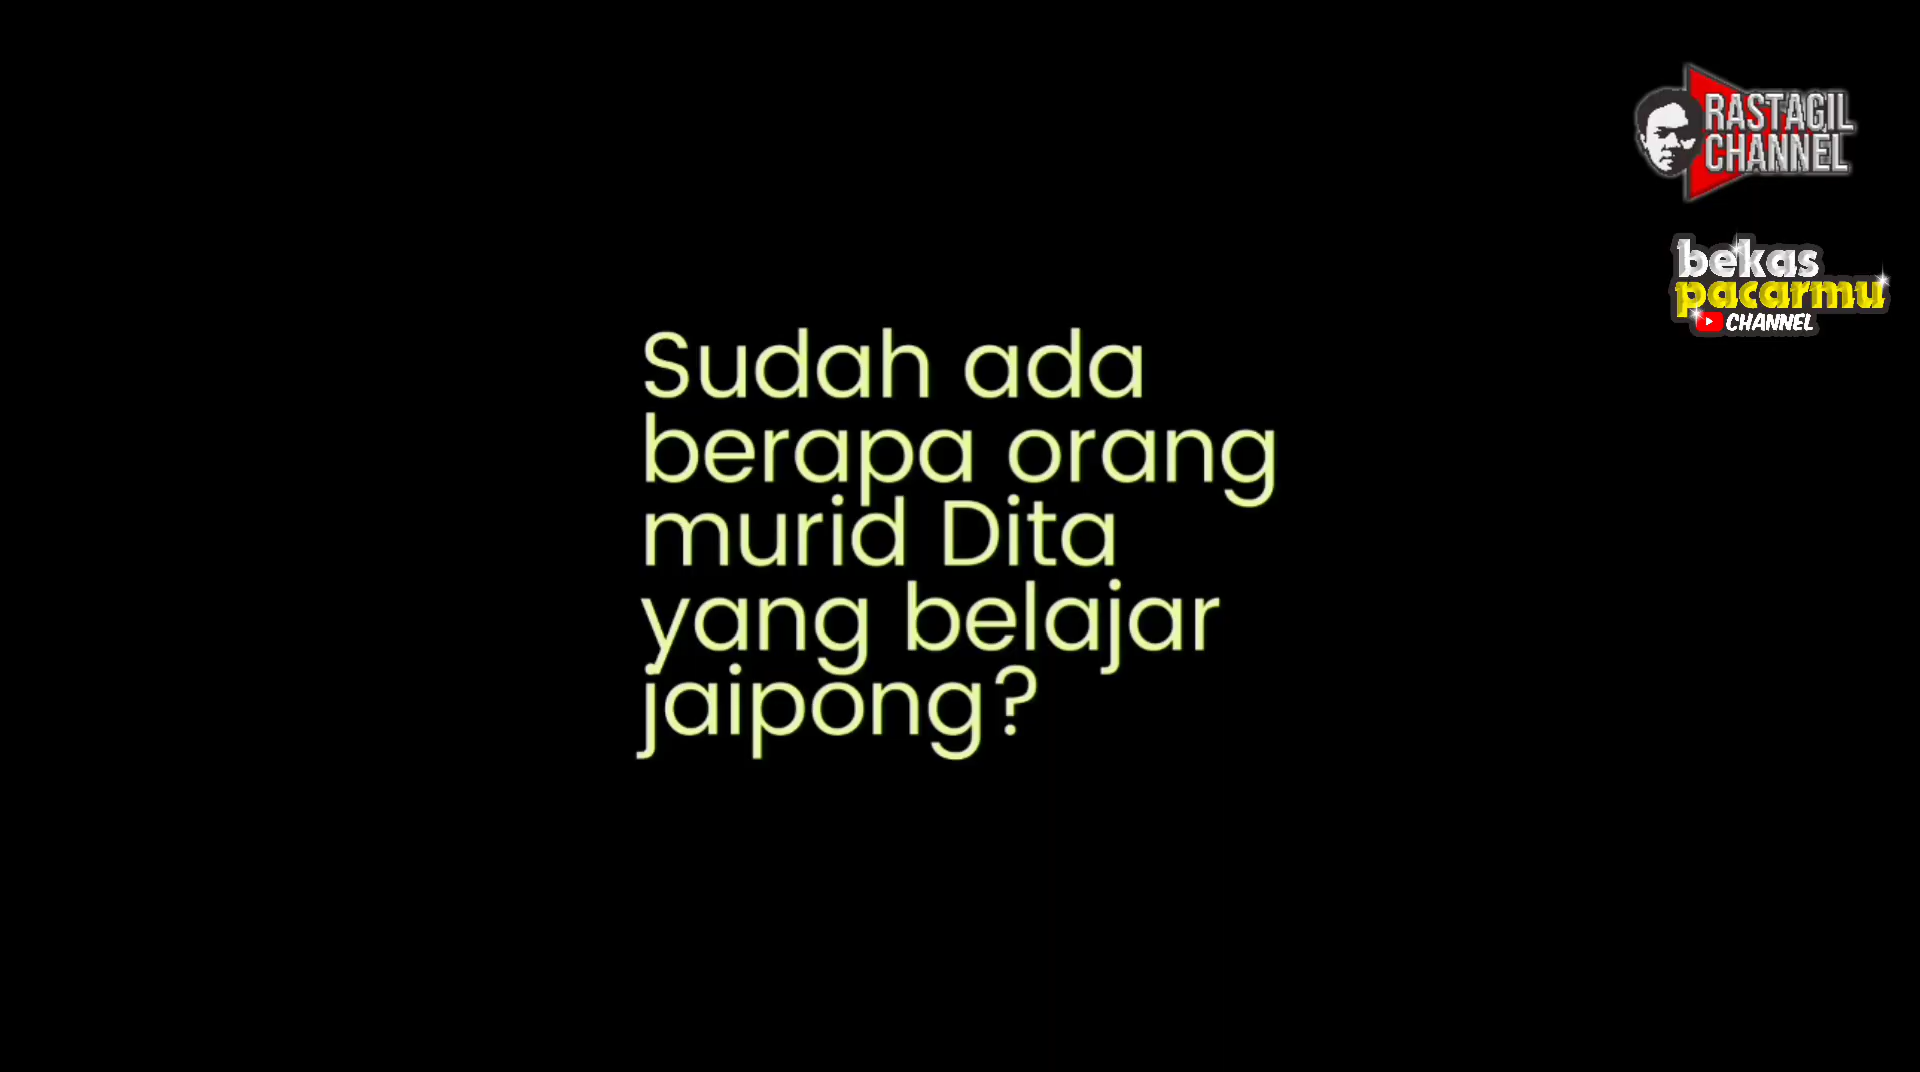 RASTAGIL
CHANNEL
bekas
pacarmu
CHANNEL
Sudah ada
berapa orang
murid Dita
yang belajar
jaipong?